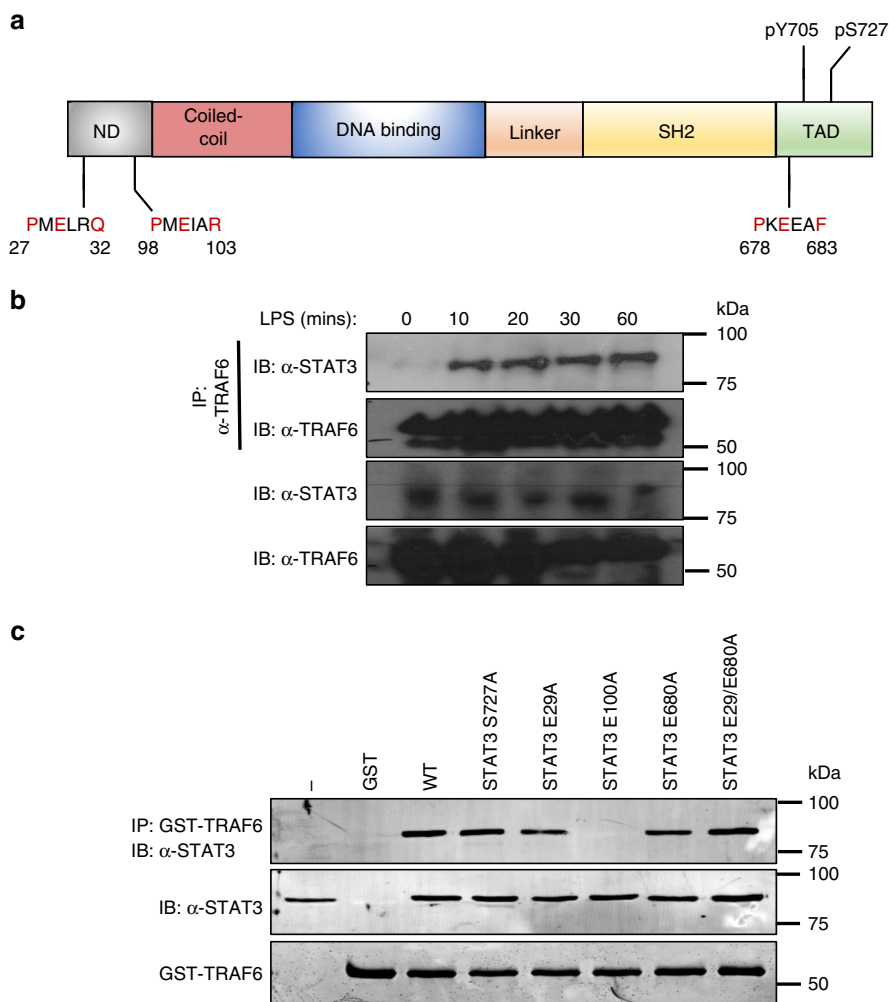 a
pY705 pS727
ND Coiled-coil DNA binding Linker SH2 TAD
PMELRQ PMEIAR PKEEAF
27 32 98 103 678 683
b
LPS (mins): 0 10 20 30 60 kDa
IP: α-TRAF6
IB: α-STAT3 100 75
IB: α-TRAF6 50
IB: α-STAT3 100 75
IB: α-TRAF6 50
c
– GST WT STAT3 S727A STAT3 E29A STAT3 E100A STAT3 E680A STAT3 E29/E680A kDa
IP: GST-TRAF6 100
IB: α-STAT3 75
IB: α-STAT3 100 75
GST-TRAF6 50